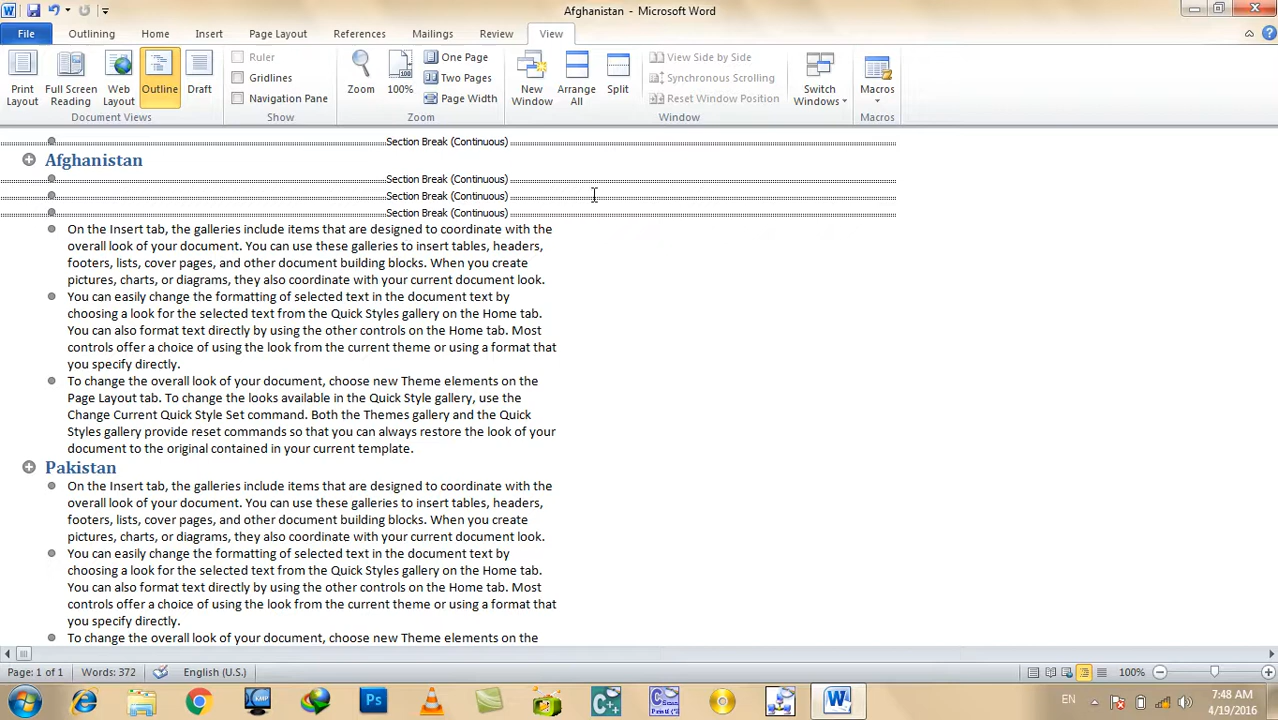 Afghanistan - Microsoft Word
File Outlining Home Insert Page Layout References Mailings Review View
Ruler
Gridlines
Navigation Pane
Print Layout
Full Screen Reading
Web Layout
Outline
Draft
Document Views
Show
Zoom
100%
One Page
Two Pages
Page Width
Zoom
New Window
Arrange All
Split
View Side by Side
Synchronous Scrolling
Reset Window Position
Switch Windows
Window
Macros
Macros
Section Break (Continuous)
Afghanistan
Section Break (Continuous)
Section Break (Continuous)
Section Break (Continuous)
On the Insert tab, the galleries include items that are designed to coordinate with the
overall look of your document. You can use these galleries to insert tables, headers,
footers, lists, cover pages, and other document building blocks. When you create
pictures, charts, or diagrams, they also coordinate with your current document look.
You can easily change the formatting of selected text in the document text by
choosing a look for the selected text from the Quick Styles gallery on the Home tab.
You can also format text directly by using the other controls on the Home tab. Most
controls offer a choice of using the look from the current theme or using a format that
you specify directly.
To change the overall look of your document, choose new Theme elements on the
Page Layout tab. To change the looks available in the Quick Style gallery, use the
Change Current Quick Style Set command. Both the Themes gallery and the Quick
Styles gallery provide reset commands so that you can always restore the look of your
document to the original contained in your current template.
Pakistan
On the Insert tab, the galleries include items that are designed to coordinate with the
overall look of your document. You can use these galleries to insert tables, headers,
footers, lists, cover pages, and other document building blocks. When you create
pictures, charts, or diagrams, they also coordinate with your current document look.
You can easily change the formatting of selected text in the document text by
choosing a look for the selected text from the Quick Styles gallery on the Home tab.
You can also format text directly by using the other controls on the Home tab. Most
controls offer a choice of using the look from the current theme or using a format that
you specify directly.
To change the overall look of your document, choose new Theme elements on the
Page: 1 of 1 Words: 372 English (U.S.) 100%
EN
7:48 AM
4/19/2016